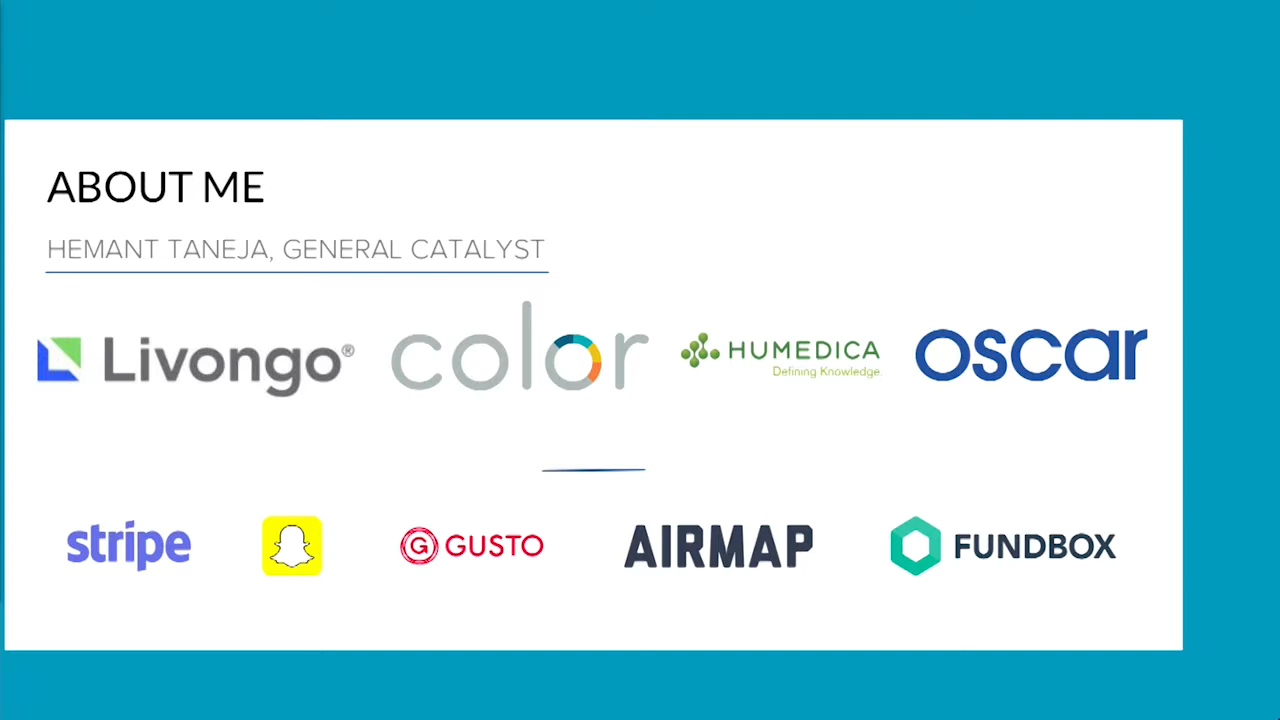 ABOUT ME
HEMANT TANEJA, GENERAL CATALYST
Livongo® color HUMEDICA oscar
Defining Knowledge
stripe G GUSTO AIRMAP FUNDBOX